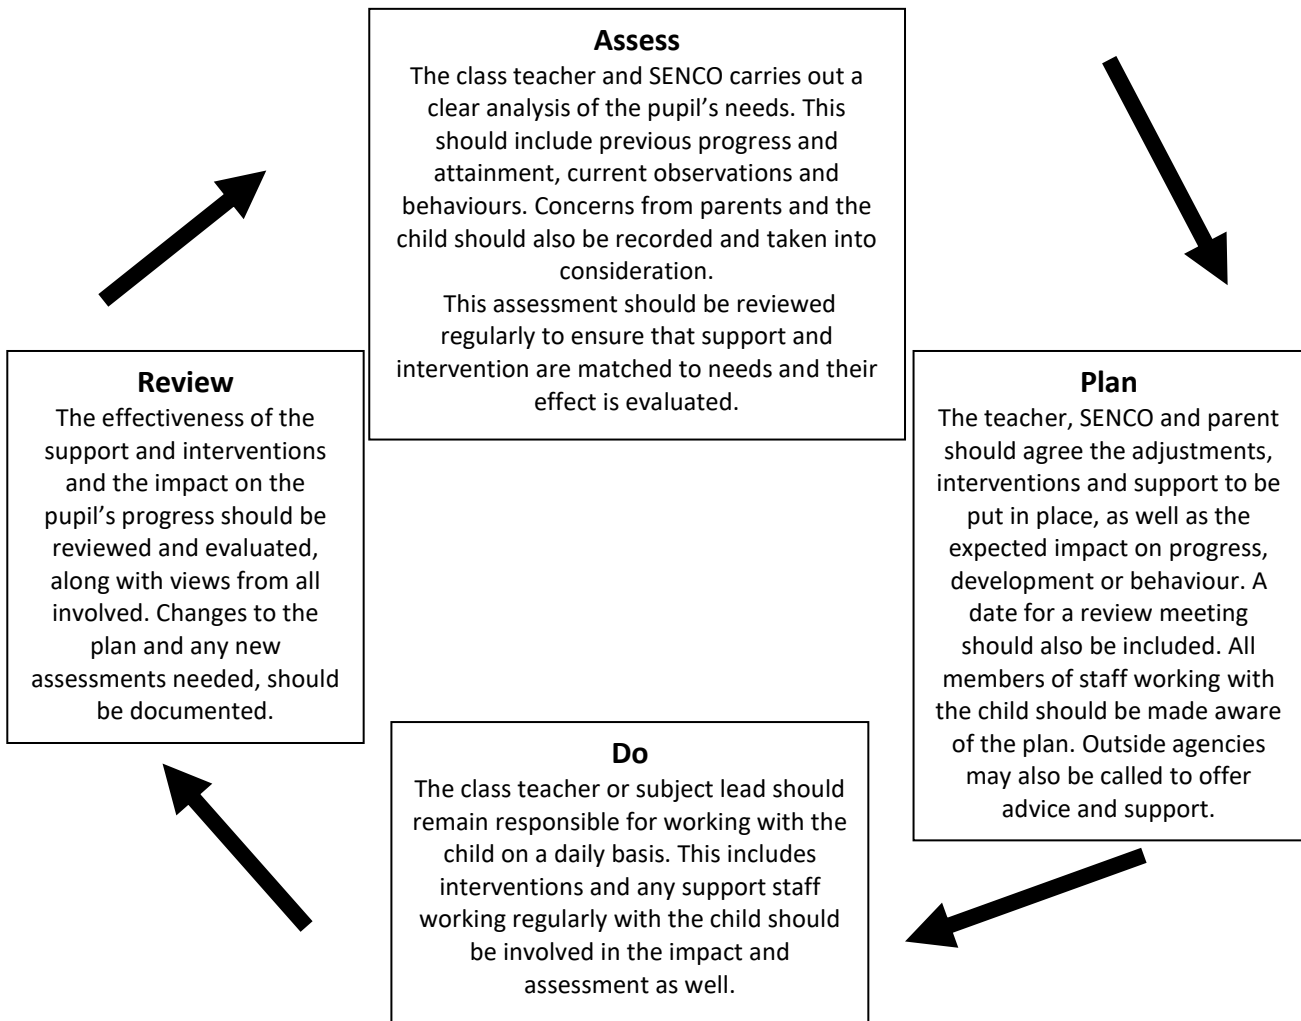 Assess
The class teacher and SENCO carries out a
clear analysis of the pupil’s needs. This
should include previous progress and
attainment, current observations and
behaviours. Concerns from parents and the
child should also be recorded and taken into
consideration.
This assessment should be reviewed
regularly to ensure that support and
intervention are matched to needs and their
effect is evaluated.
Plan
The teacher, SENCO and parent
should agree the adjustments,
interventions and support to be
put in place, as well as the
expected impact on progress,
development or behaviour. A
date for a review meeting
should also be included. All
members of staff working with
the child should be made aware
of the plan. Outside agencies
may also be called to offer
advice and support.
Do
The class teacher or subject lead should
remain responsible for working with the
child on a daily basis. This includes
interventions and any support staff
working regularly with the child should
be involved in the impact and
assessment as well.
Review
The effectiveness of the
support and interventions
and the impact on the
pupil’s progress should be
reviewed and evaluated,
along with views from all
involved. Changes to the
plan and any new
assessments needed, should
be documented.